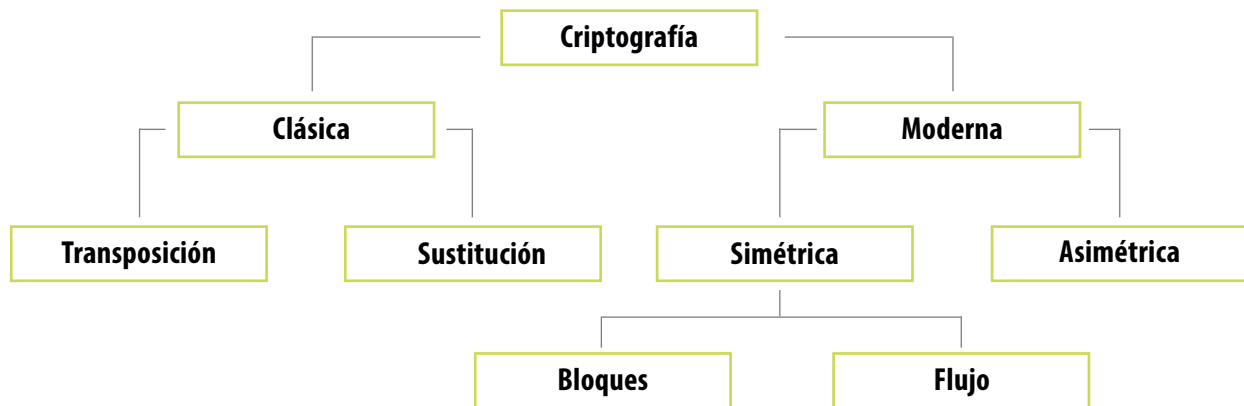 Criptografía
Clásica
Moderna
Transposición
Sustitución
Simétrica
Asimétrica
Bloques
Flujo